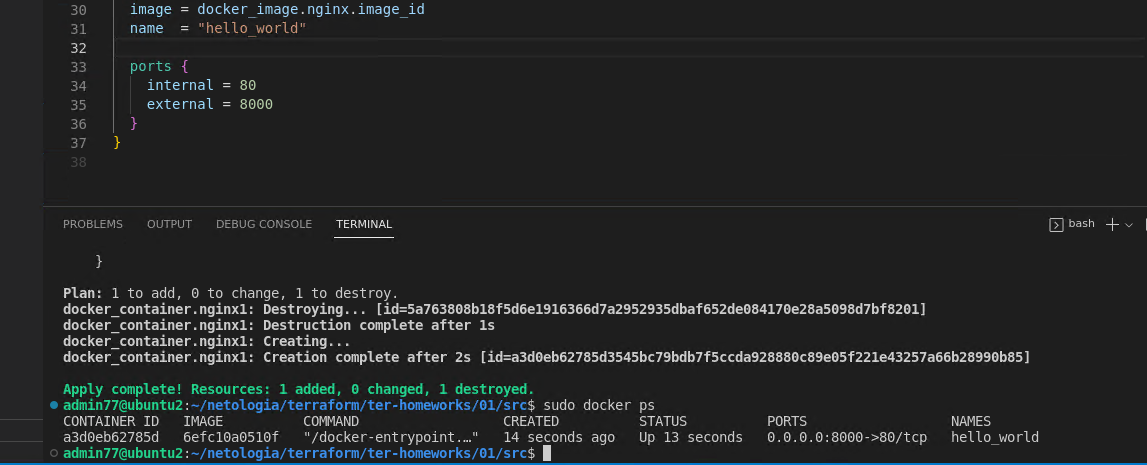 30 image = docker_image.nginx.image_id
31 name = "hello_world"
32
33 ports {
34 internal = 80
35 external = 8000
36 }
37 }
38
PROBLEMS OUTPUT DEBUG CONSOLE TERMINAL bash
}
Plan: 1 to add, 0 to change, 1 to destroy.
docker_container.nginx1: Destroying... [id=5a763808b18f5d6e1916366d7a2952935dbaf652de084170e28a5098d7bf8201]
docker_container.nginx1: Destruction complete after 1s
docker_container.nginx1: Creating...
docker_container.nginx1: Creation complete after 2s [id=a3d0eb62785d3545bc79bdb7f5ccda928880c89e05f221e43257a66b28990b85]
Apply complete! Resources: 1 added, 0 changed, 1 destroyed.
admin77@ubuntu2:~/netologia/terraform/ter-homeworks/01/src$ sudo docker ps
CONTAINER ID IMAGE COMMAND CREATED STATUS PORTS NAMES
a3d0eb62785d 6efc10a0510f "/docker-entrypoint.…" 14 seconds ago Up 13 seconds 0.0.0.0:8000->80/tcp hello_world
admin77@ubuntu2:~/netologia/terraform/ter-homeworks/01/src$